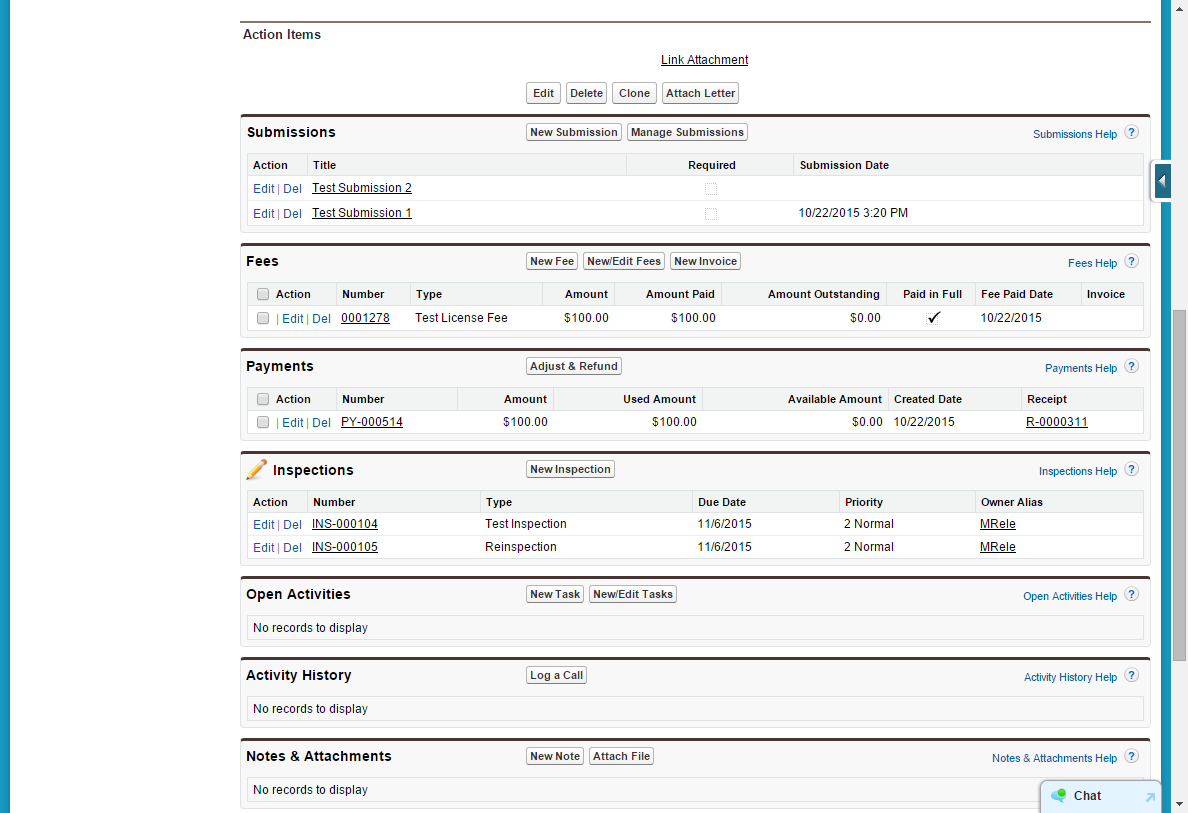 Action Items
Link Attachment
Edit Delete Clone Attach Letter
Submissions New Submission Manage Submissions Submissions Help ?
Action Title Required Submission Date
Edit | Del Test Submission 2
Edit | Del Test Submission 1 10/22/2015 3:20 PM
Fees New Fee New/Edit Fees New Invoice Fees Help ?
Action Number Type Amount Amount Paid Amount Outstanding Paid in Full Fee Paid Date Invoice
| Edit | Del 0001278 Test License Fee $100.00 $100.00 $0.00 10/22/2015
Payments Adjust & Refund Payments Help ?
Action Number Amount Used Amount Available Amount Created Date Receipt
| Edit | Del PY-000514 $100.00 $100.00 $0.00 10/22/2015 R-0000311
Inspections New Inspection Inspections Help ?
Action Number Type Due Date Priority Owner Alias
Edit | Del INS-000104 Test Inspection 11/6/2015 2 Normal MRele
Edit | Del INS-000105 Reinspection 11/6/2015 2 Normal MRele
Open Activities New Task New/Edit Tasks Open Activities Help ?
No records to display
Activity History Log a Call Activity History Help ?
No records to display
Notes & Attachments New Note Attach File Notes & Attachments Help ?
No records to display
Chat